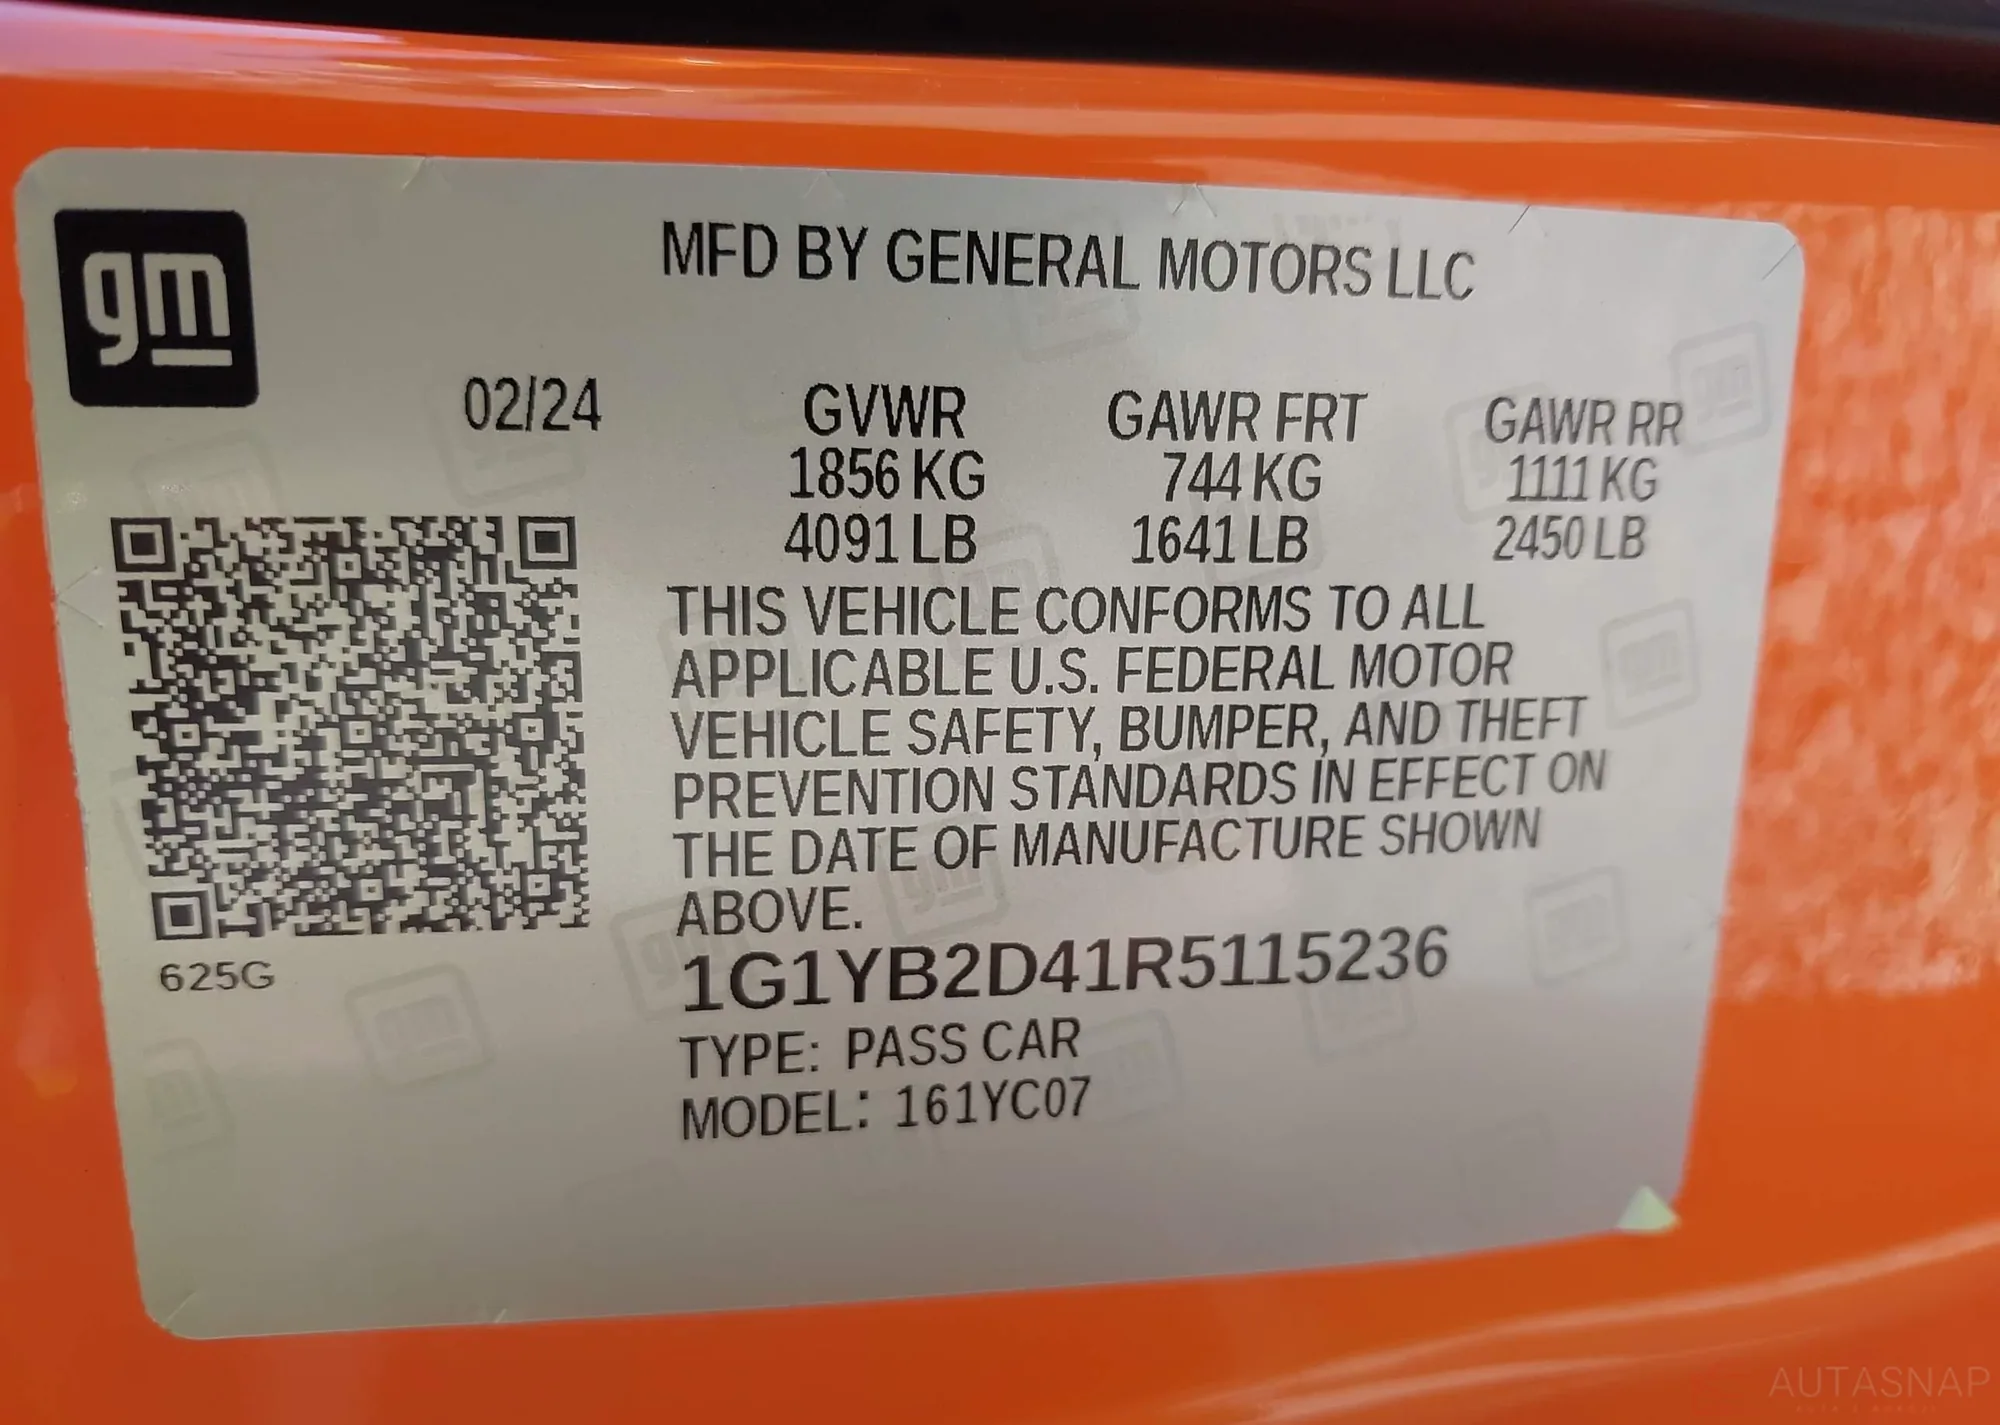 gm
MFD BY GENERAL MOTORS LLC
02/24 GVWR GAWR FRT GAWR RR
1856 KG 744 KG 1111 KG
4091 LB 1641 LB 2450 LB
THIS VEHICLE CONFORMS TO ALL
APPLICABLE U.S. FEDERAL MOTOR
VEHICLE SAFETY, BUMPER, AND THEFT
PREVENTION STANDARDS IN EFFECT ON
THE DATE OF MANUFACTURE SHOWN
ABOVE.
625G
1G1YB2D41R5115236
TYPE: PASS CAR
MODEL: 161YC07
AUTASNAP